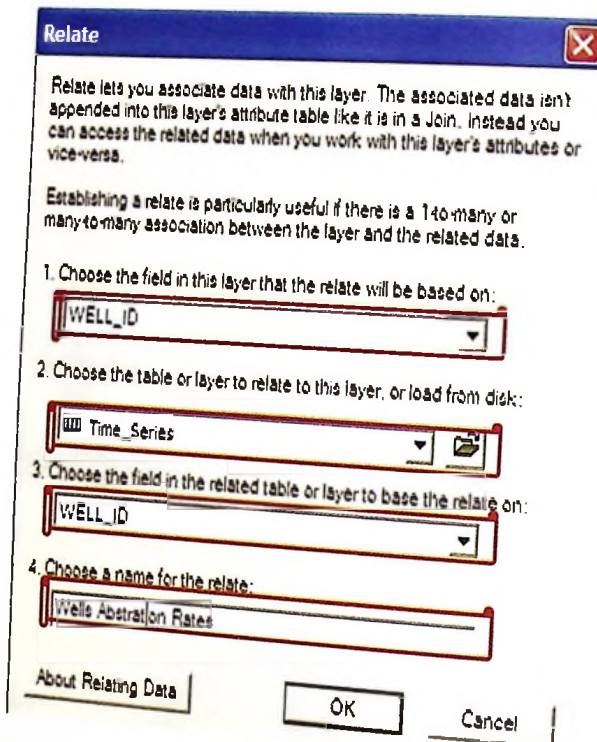 Relate
Relate lets you associate data with this layer. The associated data isn't
appended into this layer's attribute table like it is in a Join. Instead you
can access the related data when you work with this layer's attributes or
vice-versa.
Establishing a relate is particularly useful if there is a 1-to-many or
many-to-many association between the layer and the related data.
1. Choose the field in this layer that the relate will be based on:
WELL_ID
2. Choose the table or layer to relate to this layer, or load from disk:
Time_Series
3. Choose the field in the related table or layer to base the relate on:
WELL_ID
4. Choose a name for the relate:
Wells Abstration Rates
About Relating Data
OK
Cancel